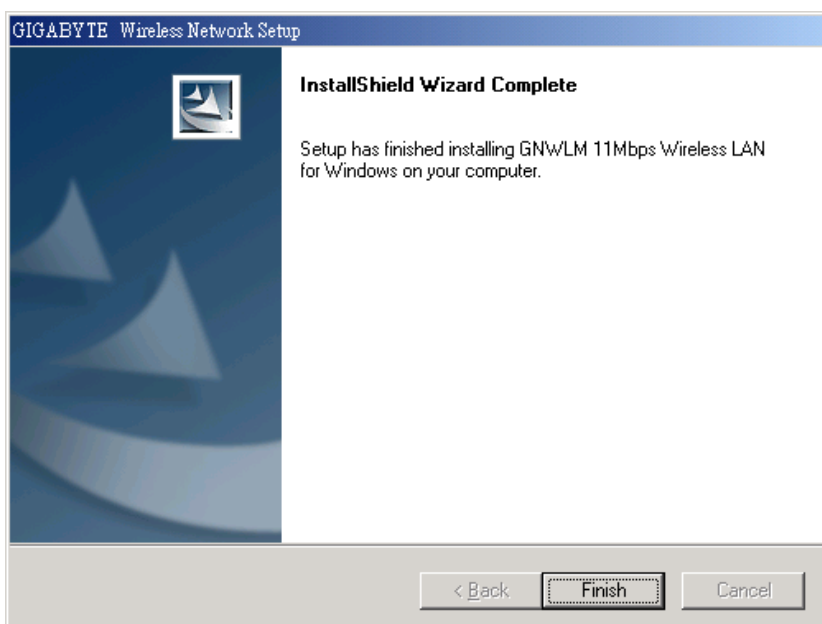 GIGABYTE Wireless Network Setup
InstallShield Wizard Complete
Setup has finished installing GNWLM 11Mbps Wireless LAN
for Windows on your computer.
< Back
Finish
Cancel